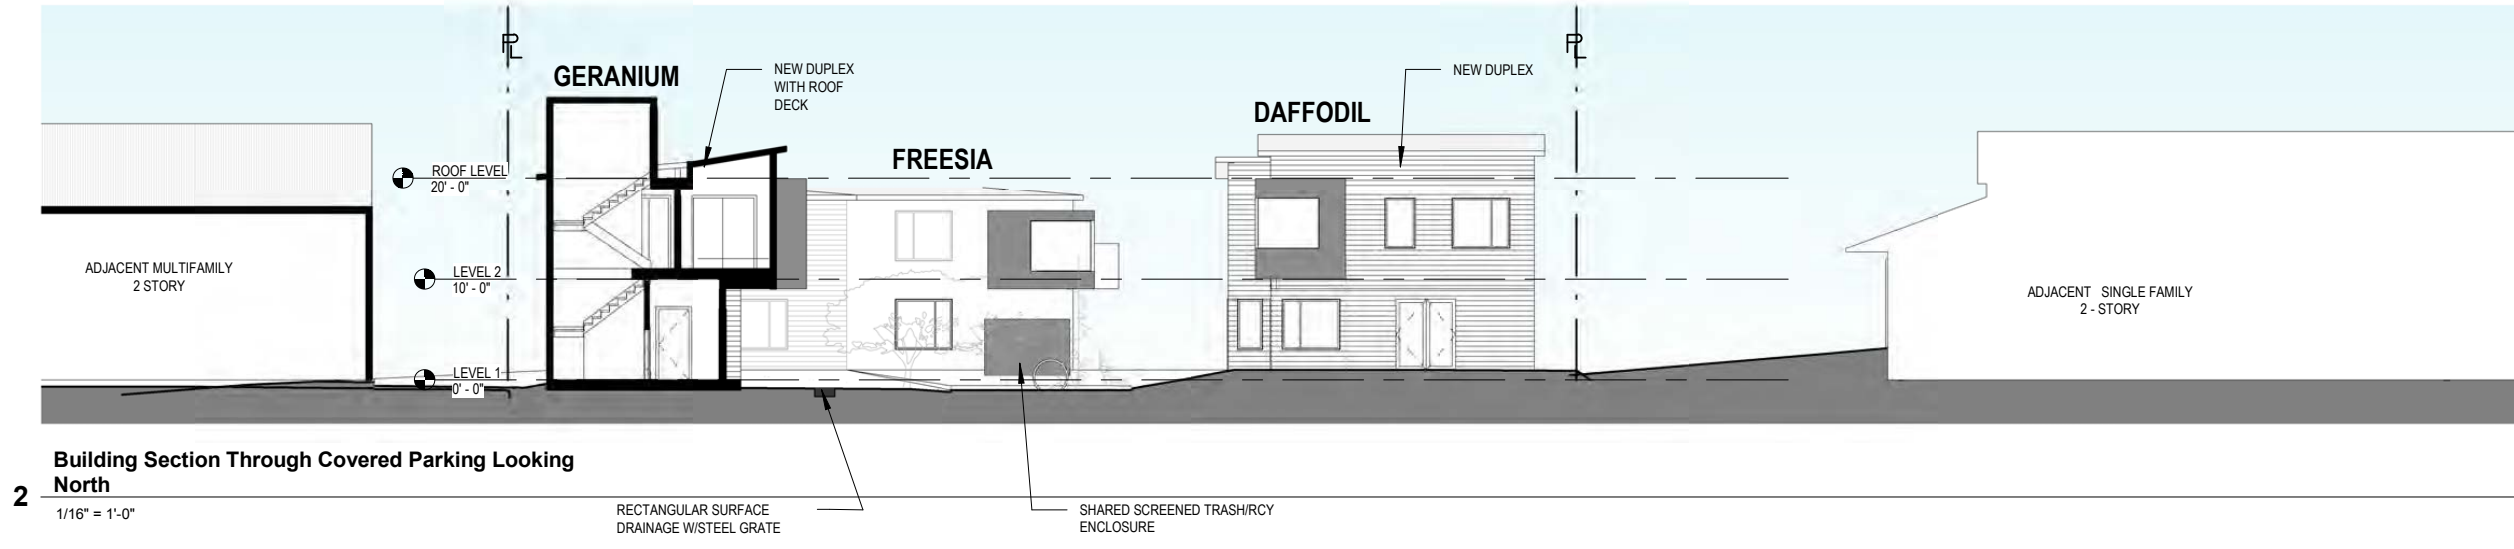 PL
PL
GERANIUM
NEW DUPLEX
WITH ROOF
DECK
NEW DUPLEX
DAFFODIL
FREESIA
ROOF LEVEL
20' - 0"
ADJACENT MULTIFAMILY
2 STORY
LEVEL 2
10' - 0"
ADJACENT SINGLE FAMILY
2 - STORY
LEVEL 1
0' - 0"
Building Section Through Covered Parking Looking
North
2
1/16" = 1'-0"
RECTANGULAR SURFACE
DRAINAGE W/STEEL GRATE
SHARED SCREENED TRASH/RCY
ENCLOSURE